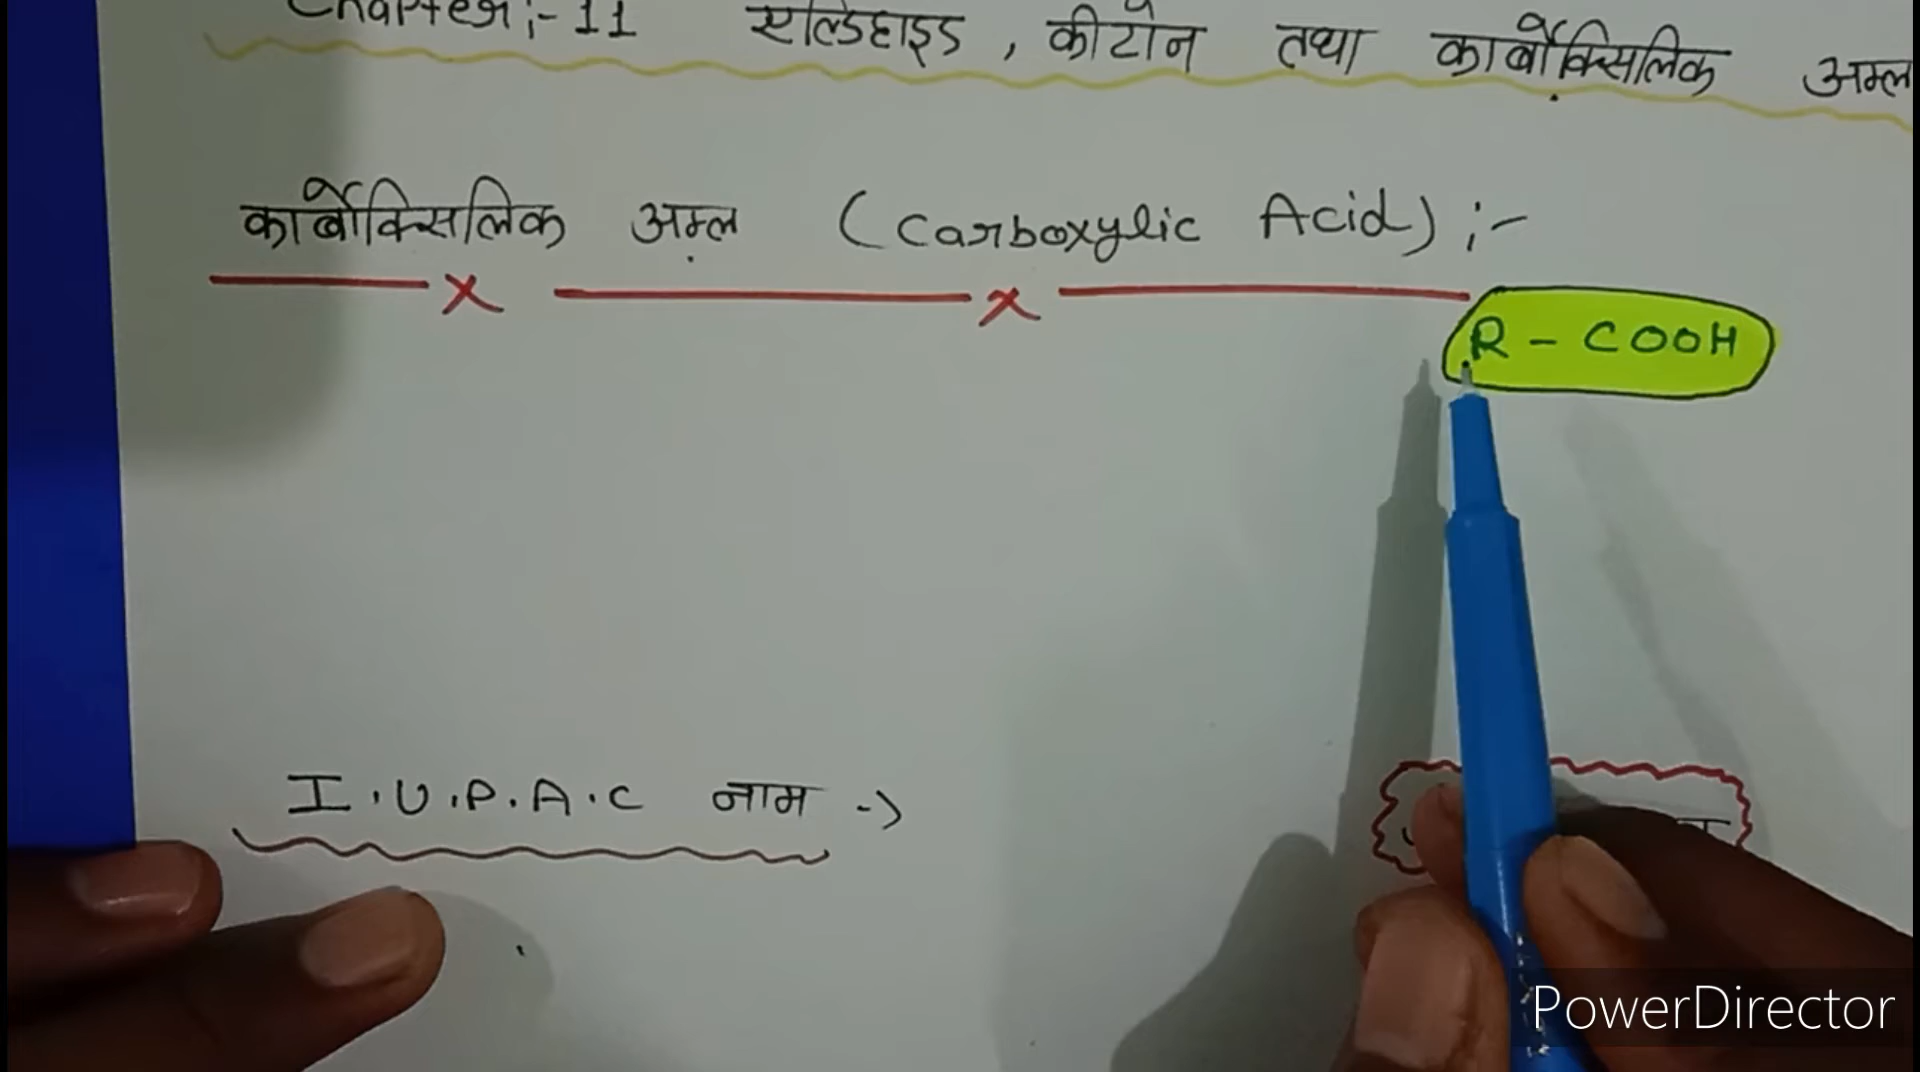 Chapter :- 11 एल्डिहाइड , कीटोन तथा कार्बोक्सिलिक अम्ल
कार्बोक्सिलिक अम्ल (Carboxylic Acid) :-
R - COOH
I.U.P.A.C नाम ->
PowerDirector